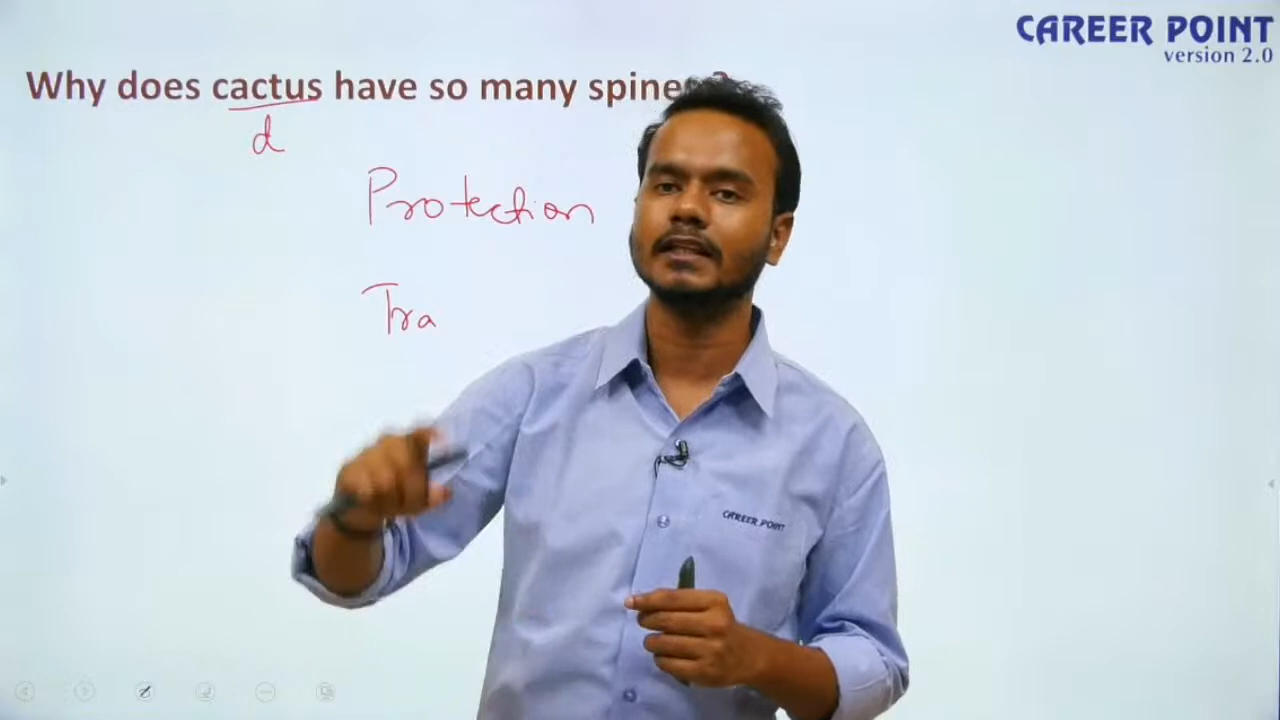 CAREER POINT
version 2.0
Why does cactus have so many spine
d
Protection
Tra
CAREER POINT